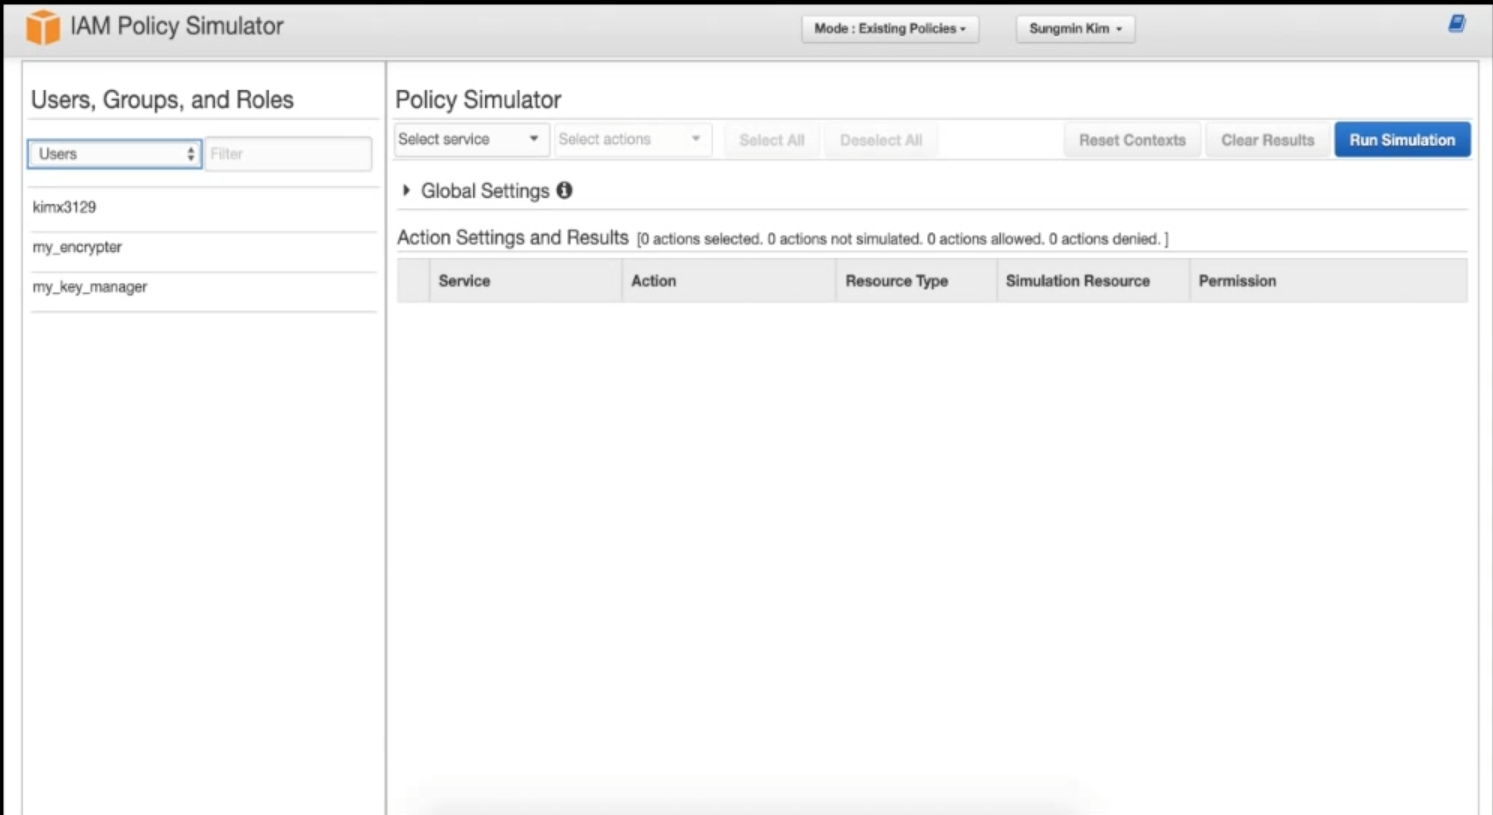 IAM Policy Simulator
Mode : Existing Policies
Sungmin Kim
Users, Groups, and Roles
Users
Filter
kimx3129
my_encrypter
my_key_manager
Policy Simulator
Select service
Select actions
Select All
Deselect All
Reset Contexts
Clear Results
Run Simulation
Global Settings
Action Settings and Results [0 actions selected. 0 actions not simulated. 0 actions allowed. 0 actions denied. ]
Service Action Resource Type Simulation Resource Permission